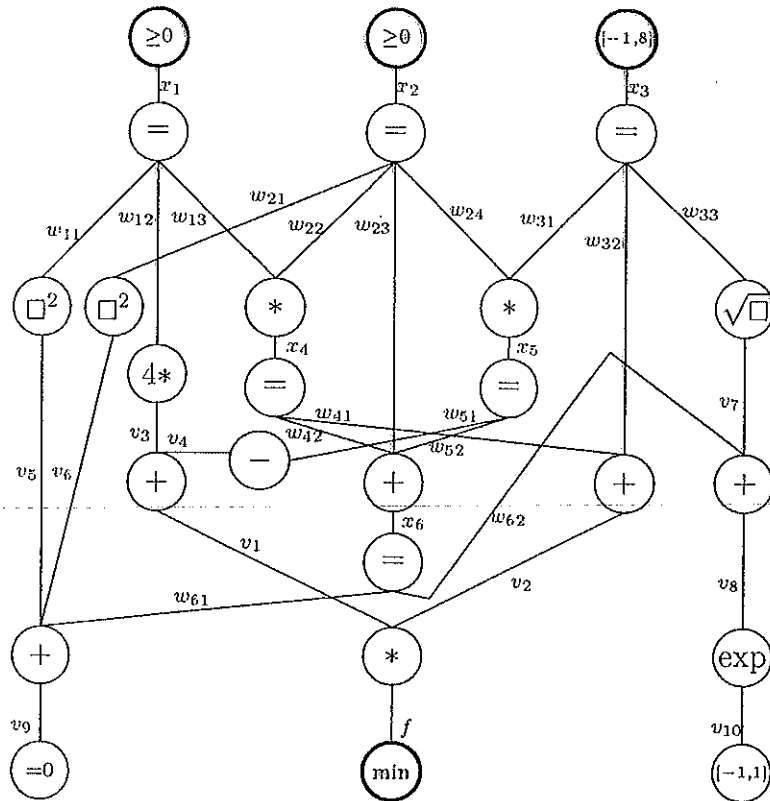 ≥0 ≥0 [-1,8]
x₁ x₂ x₃
= = =
w₁₁ w₁₂ w₁₃ w₂₁ w₂₂ w₂₃ w₂₄ w₃₁ w₃₂ w₃₃
□² □² * * √□
x₄ x₅
4* = =
v₃ v₄ w₄₂ w₄₁ w₅₁ w₅₂ v₇
v₅ v₆ + − + + +
x₆ w₆₂
v₁ = v₂ v₈
w₆₁
+ * exp
v₉ f v₁₀
=0 min [-1,1]